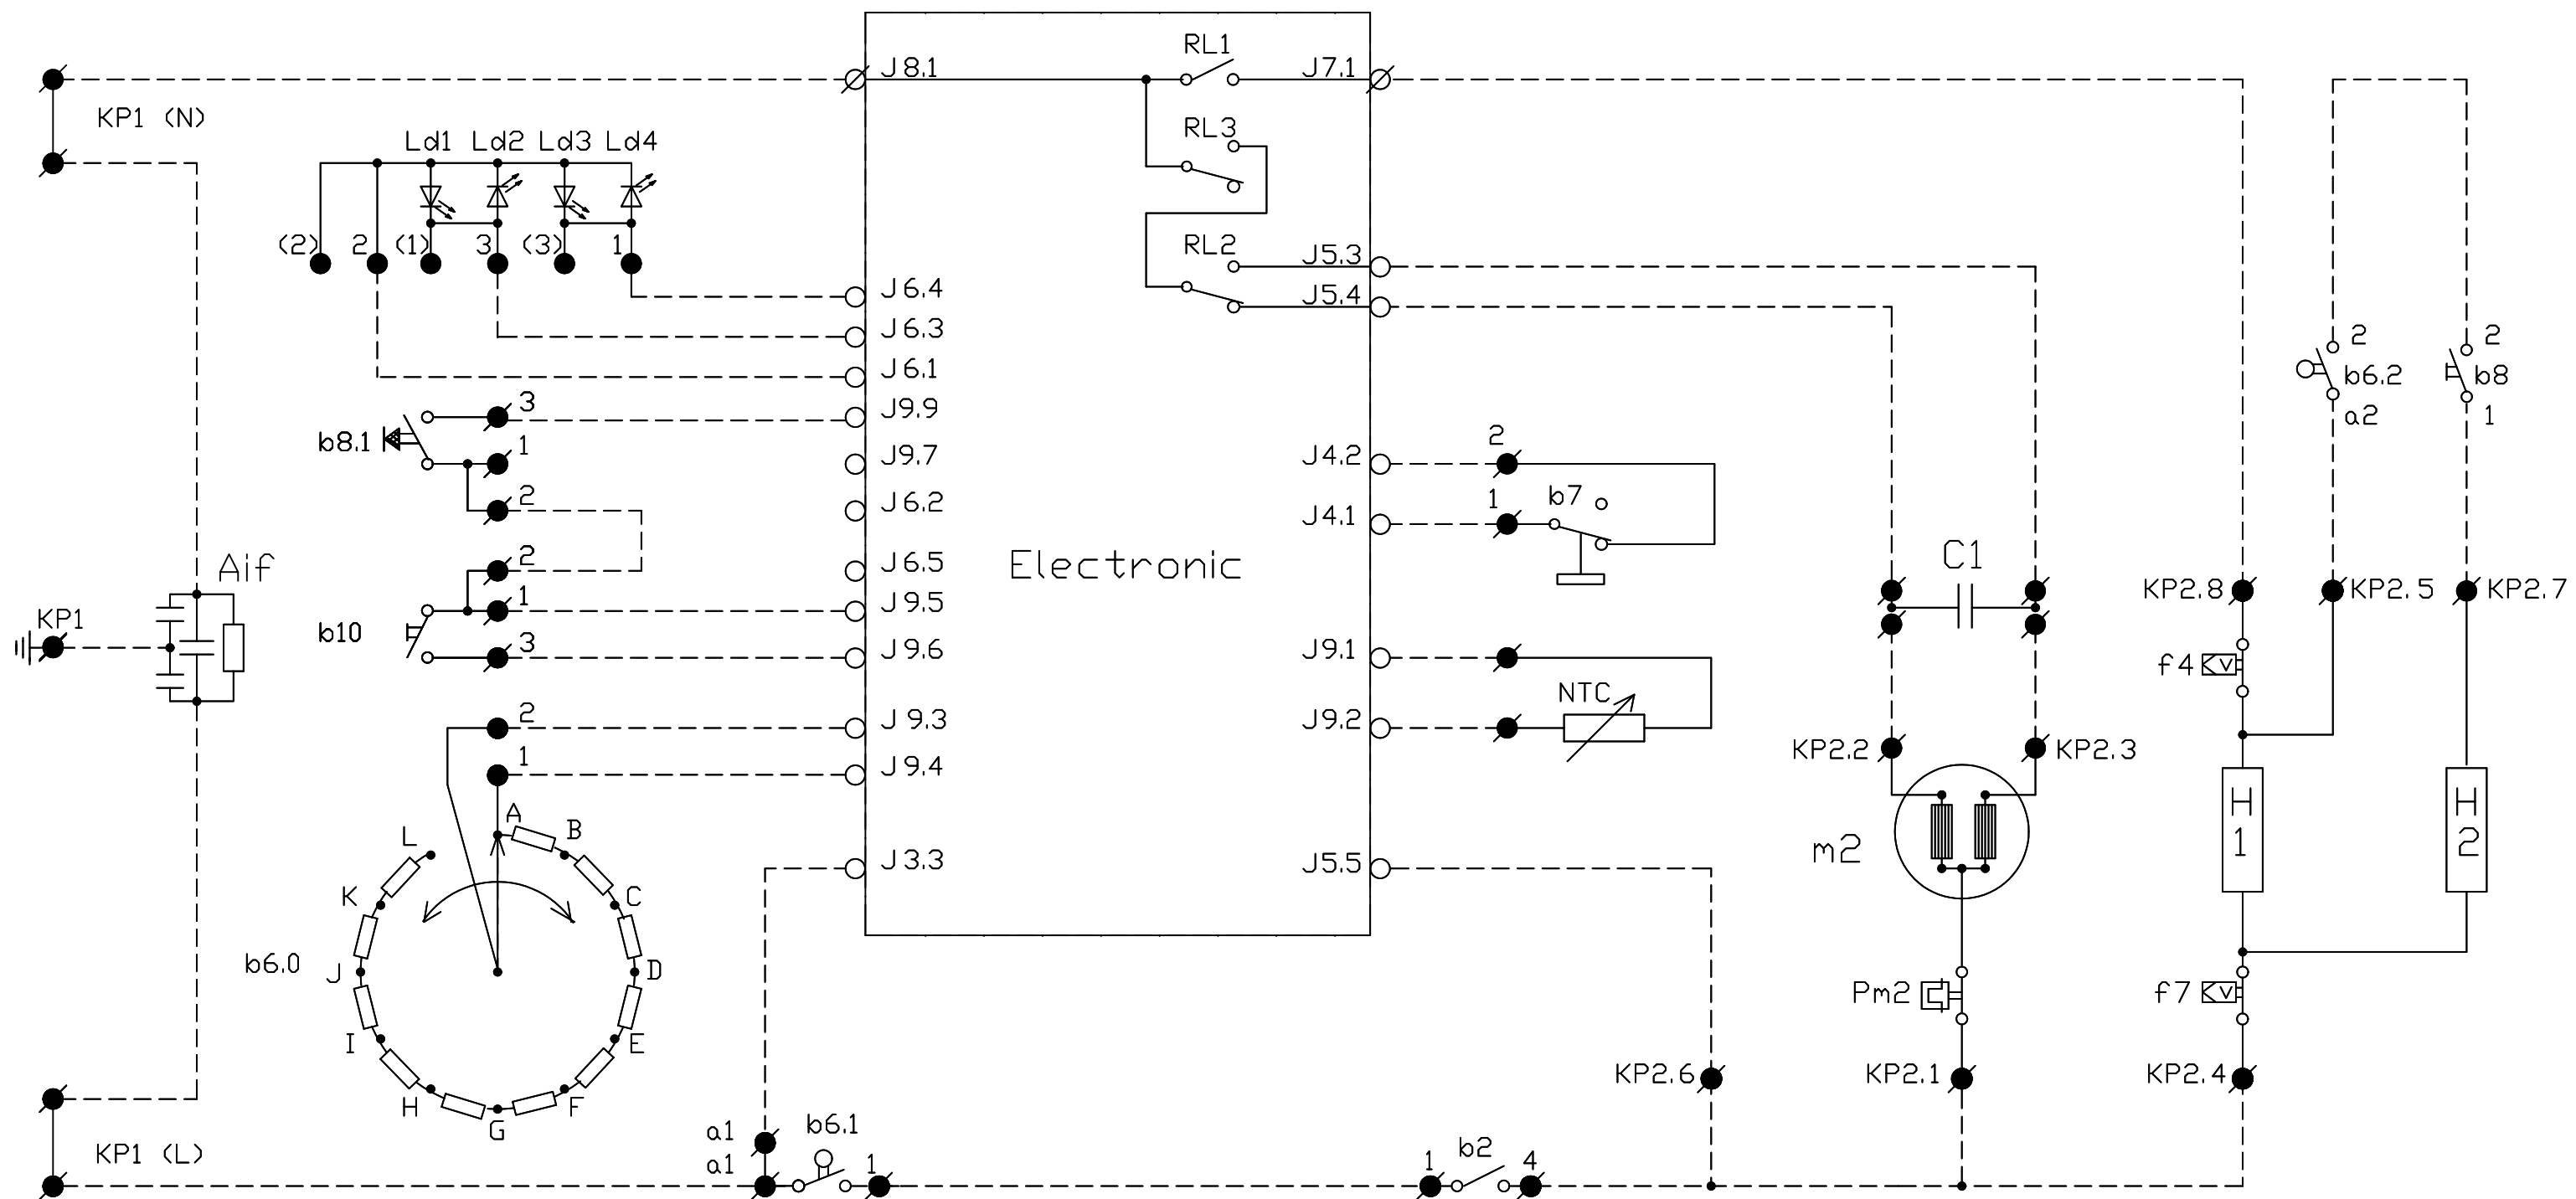 RL1
J8.1
J7.1
KP1 (N)
RL3
Ld1 Ld2 Ld3 Ld4
(2) 2 (1) 3 (3) 1
RL2
J5.3
J6.4
J5.4
J6.3
J6.1
2
2
b6.2
b8
a2
1
3
J9.9
b8.1
1
J9.7
2
J4.2
2
J6.2
1
b7
J4.1
Aif
2
J6.5
Electronic
C1
KP1
1
J9.5
KP2.8
KP2.5
KP2.7
b10
3
J9.6
J9.1
f4
NTC
2
J9.3
J9.2
KP2.2
KP2.3
1
J9.4
H
1
H
2
A
B
L
m2
J3.3
J5.5
K
C
b6.0
J
D
Pm2
f7
I
E
KP2.6
KP2.1
KP2.4
H
F
G
KP1 (L)
a1
b6.1
a1
1
b2
1
4